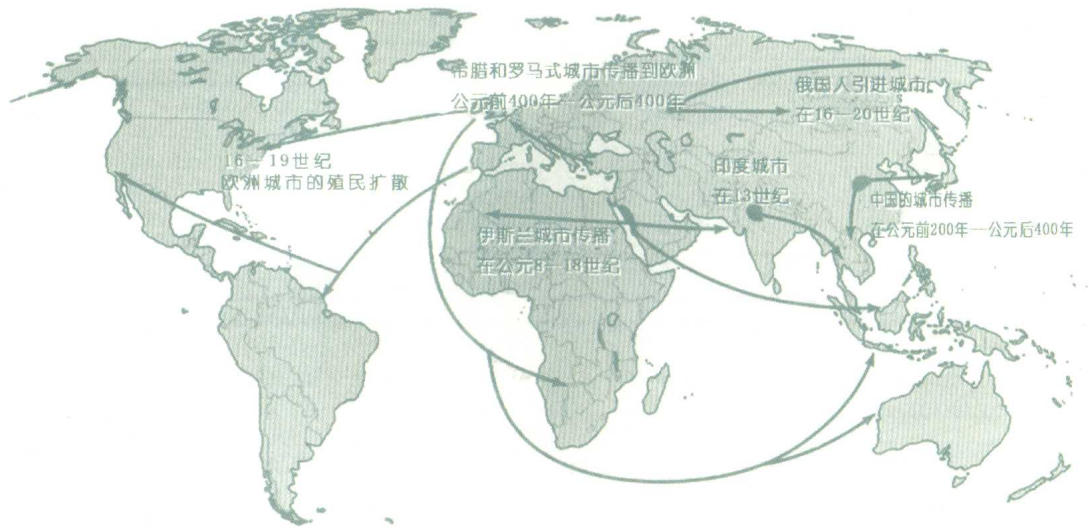 希腊和罗马式城市传播到欧洲
公元前400年—公元后400年
俄国人引进城市
在16—20世纪
16—19世纪
欧洲城市的殖民扩散
印度城市
在13世纪
中国的城市传播
在公元前200年—公元后400年
伊斯兰城市传播
在公元8—18世纪